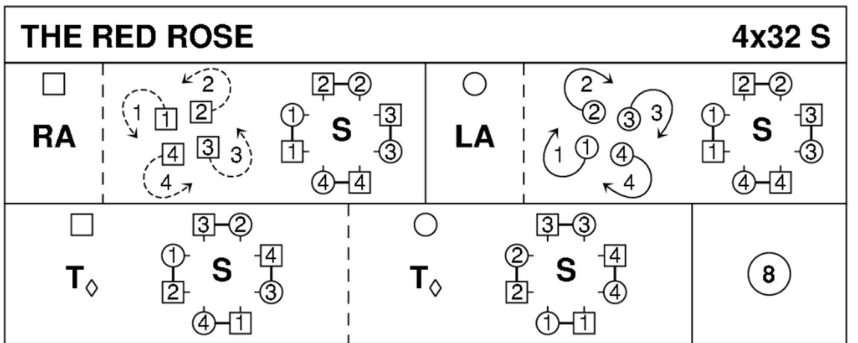 THE RED ROSE 4x32 S
2 2 2 2 2 2
1 1 2 1 3 2 3 3 1 3
RA S LA S
4 3 3 1 3 1 1 4 1 3
4 4 4 4 4 4
3 2 3 3
1 4 2 4
T S T S 8
2 3 2 4
4 1 1 1